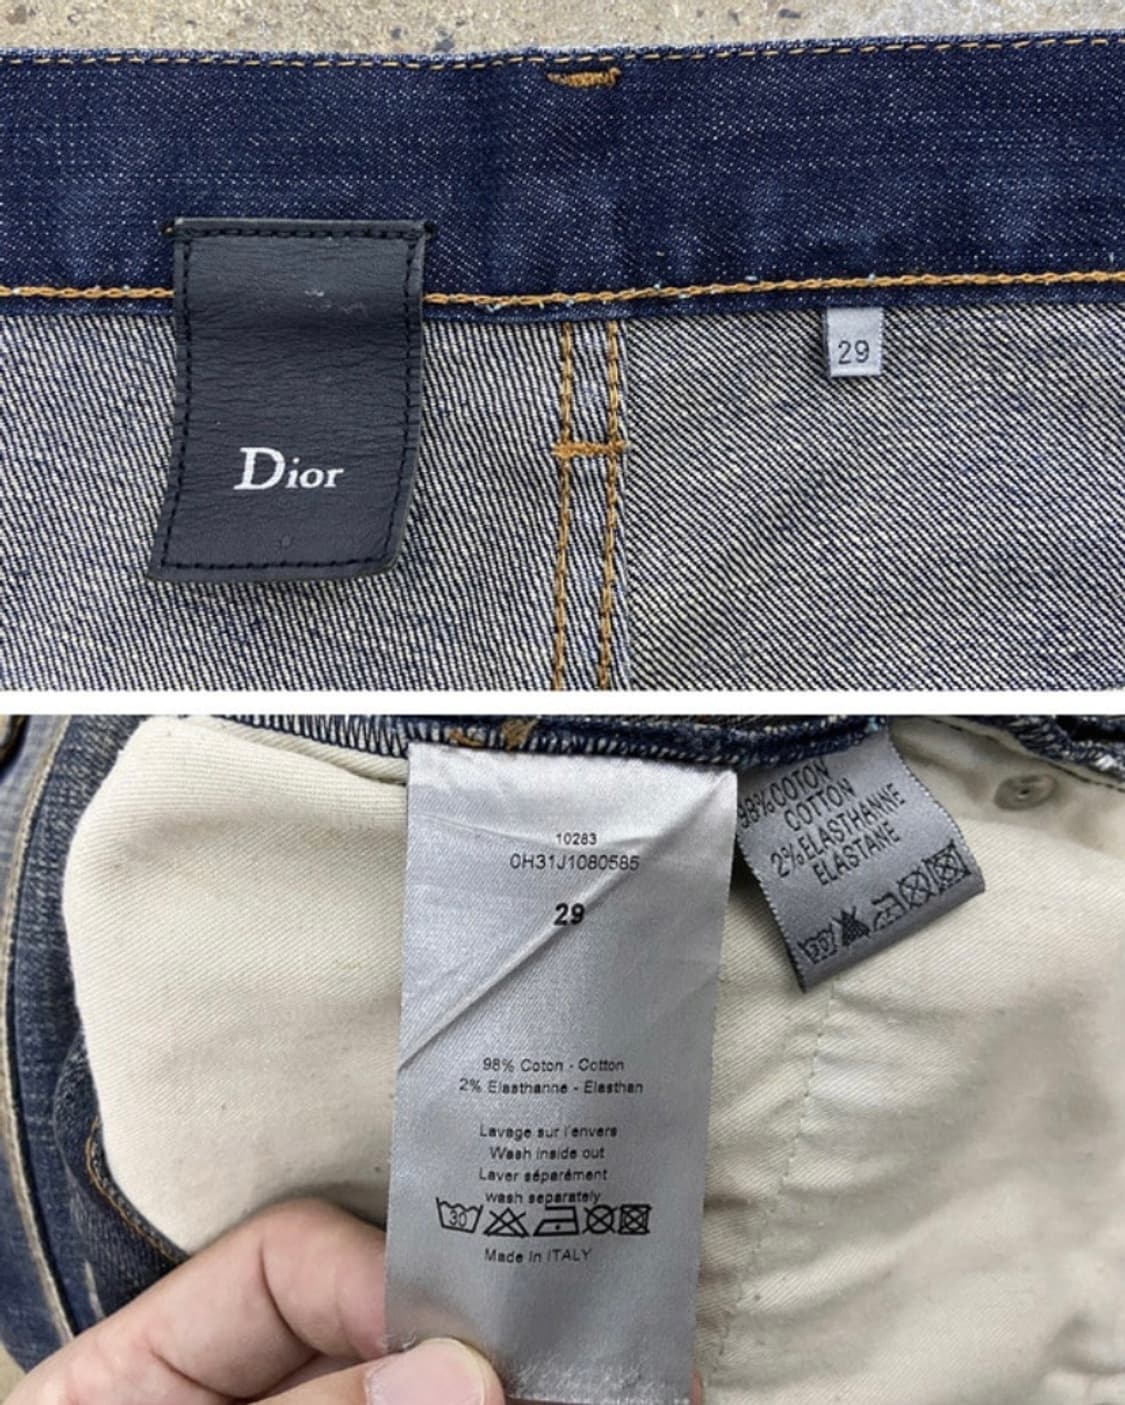 Dior
29
10283
0H31J1080585
29
98% Coton - Cotton
2% Elasthanne - Elasthan
Lavage sur l'envers
Wash inside out
Laver séparément
wash separately
30
Made in ITALY
98% COTON
COTTON
2% ELASTHANNE
ELASTANE
30